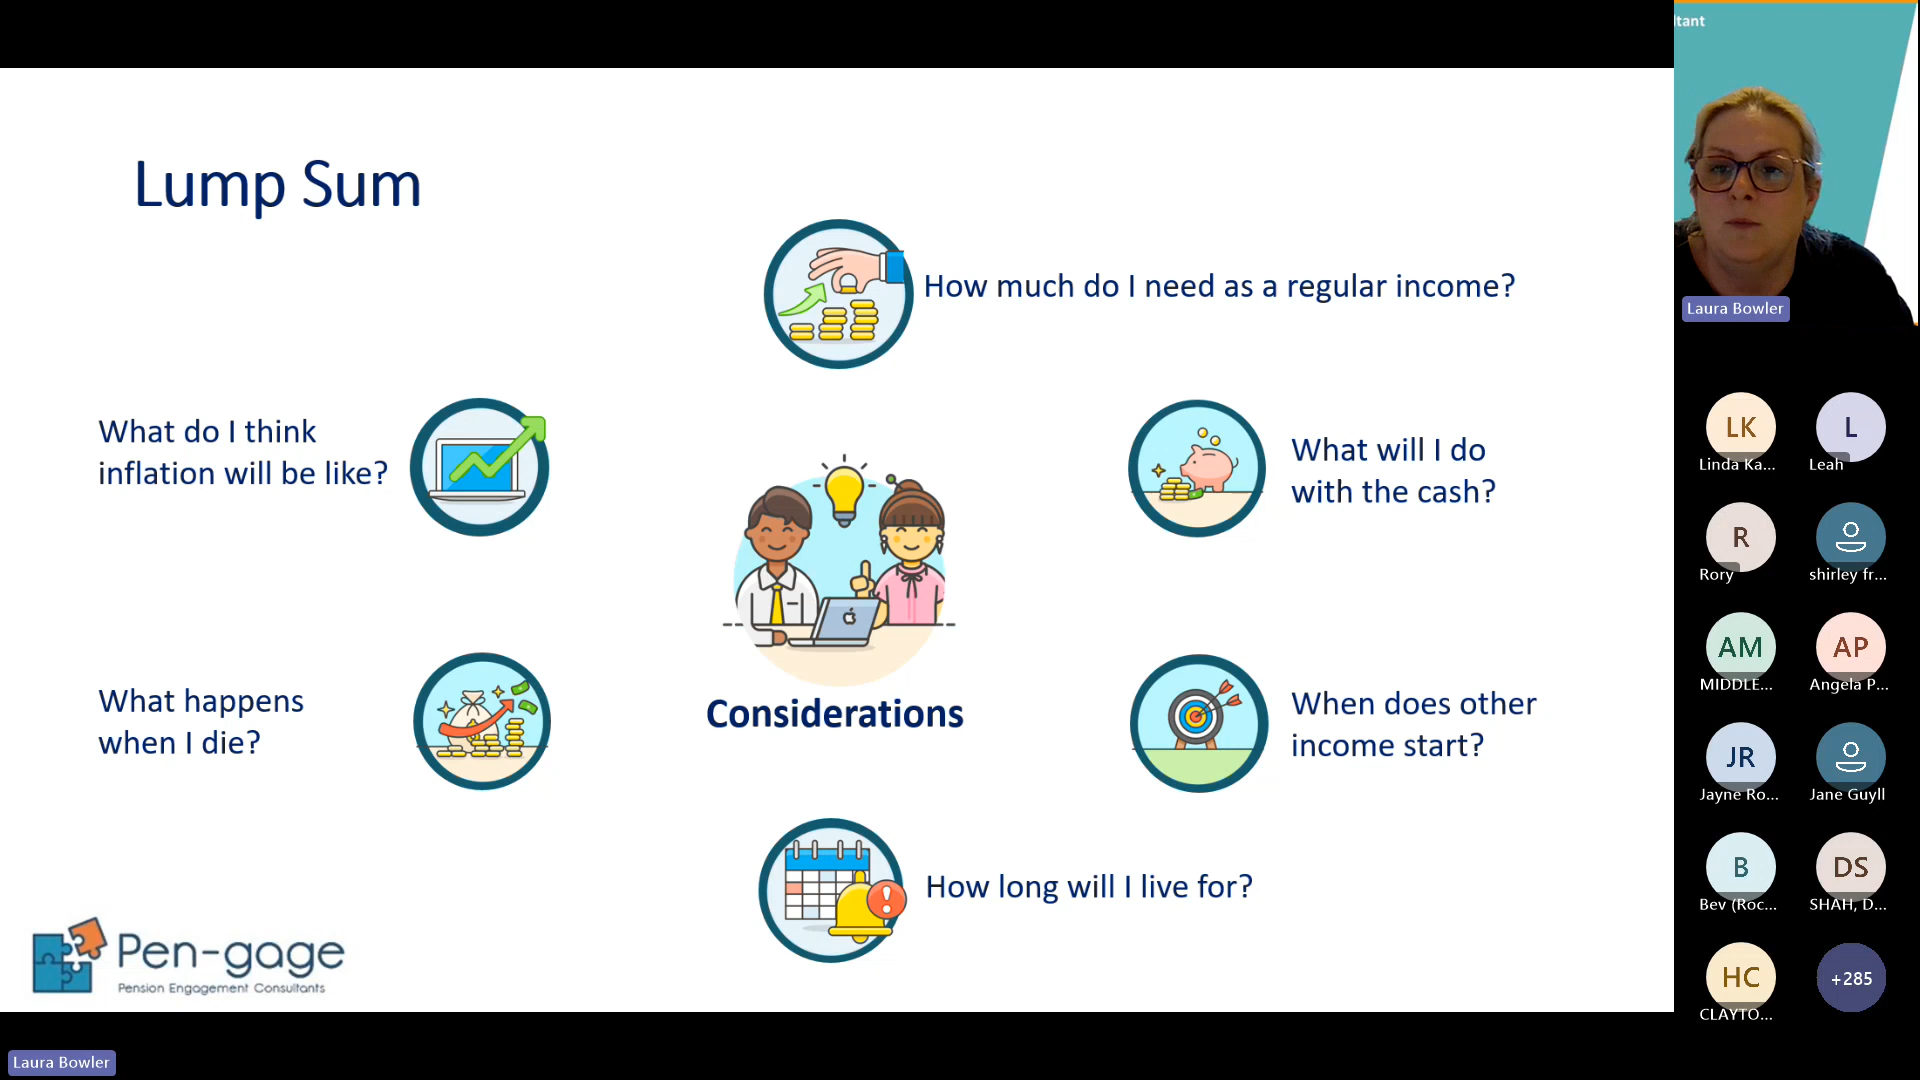 Lump Sum
How much do I need as a regular income?
What do I think
inflation will be like?
What will I do
with the cash?
What happens
when I die?
Considerations
When does other
income start?
How long will I live for?
Pen-gage
Pension Engagement Consultants
Laura Bowler
ltant
Laura Bowler
LK
Linda Ka...
L
Leah
R
Rory
shirley fr...
AM
MIDDLE...
AP
Angela P...
JR
Jayne Ro...
Jane Guyll
B
Bev (Roc...
DS
SHAH, D...
HC
CLAYTO...
+285